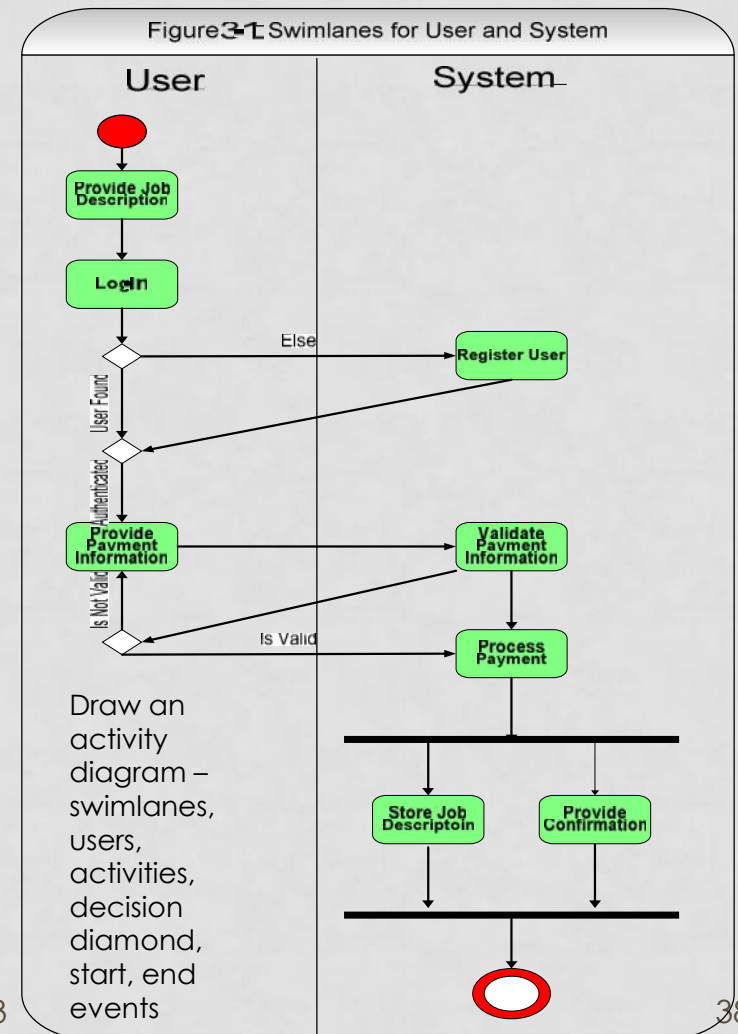 Figure 3-1: Swimlanes for User and System
User
System
Provide Job
Description
LogIn
Else
Register User
User Found
Authenticated
Provide
Payment
Information
Validate
Payment
Information
Is Not Valid
Is Valid
Process
Payment
Draw an
activity
diagram –
swimlanes,
users,
activities,
decision
diamond,
start, end
events
Store Job
Descriptoin
Provide
Confirmation
38